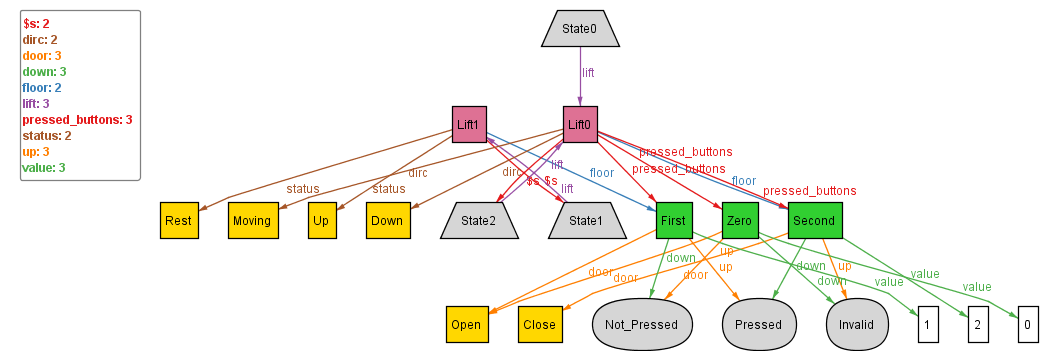 $s: 2
dirc: 2
door: 3
down: 3
floor: 2
lift: 3
pressed_buttons: 3
status: 2
up: 3
value: 3
State0
lift
Lift1
Lift0
pressed_buttons
lift
pressed_buttons
status
dirc
status
dirc
$s
$s
lift
floor
floor
pressed_buttons
Rest
Moving
Up
Down
State2
State1
First
Zero
Second
down
up
door
door
door
up
down
up
down
value
value
value
Open
Close
Not_Pressed
Pressed
Invalid
1
2
0